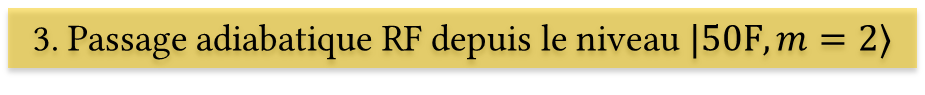 3. Passage adiabatique RF depuis le niveau |50F, m = 2⟩